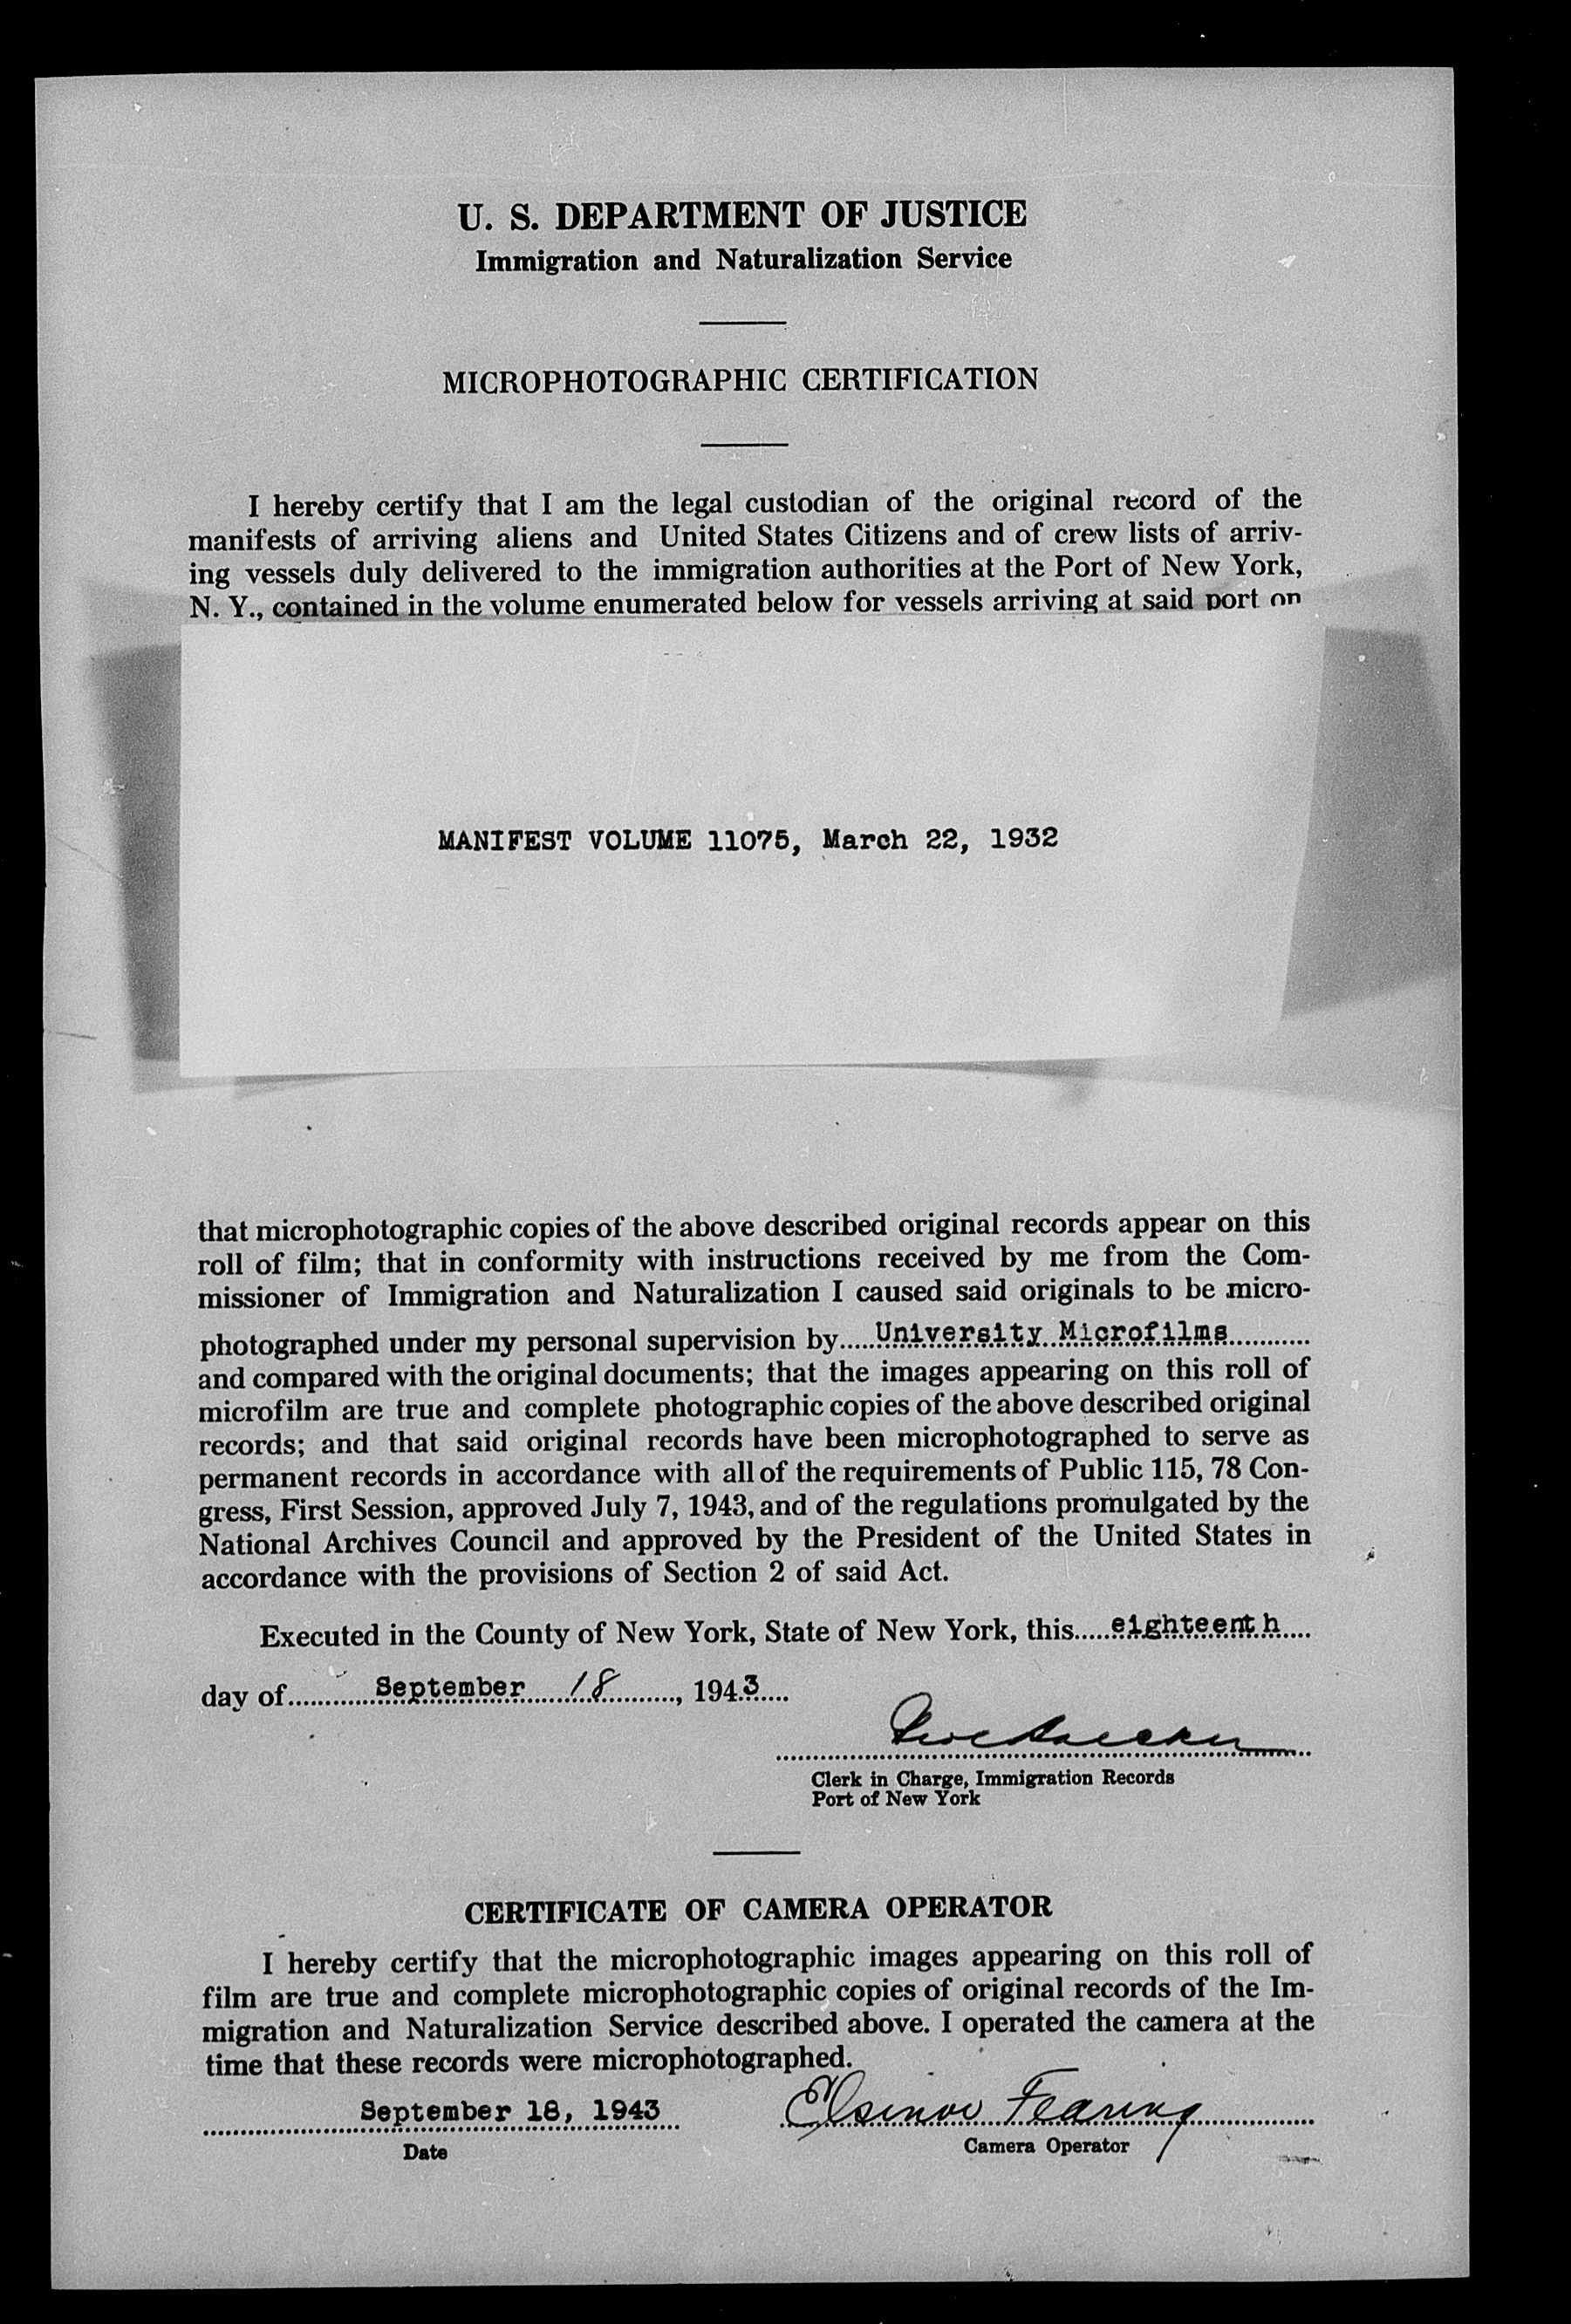 U. S. DEPARTMENT OF JUSTICE
Immigration and Naturalization Service
MICROPHOTOGRAPHIC CERTIFICATION
I hereby certify that I am the legal custodian of the original record of the
manifests of arriving aliens and United States Citizens and of crew lists of arriv-
ing vessels duly delivered to the immigration authorities at the Port of New York,
N. Y., contained in the volume enumerated below for vessels arriving at said port on
MANIFEST VOLUME 11075, March 22, 1932
that microphotographic copies of the above described original records appear on this
roll of film; that in conformity with instructions received by me from the Com-
missioner of Immigration and Naturalization I caused said originals to be micro-
photographed under my personal supervision by University Microfilms
and compared with the original documents; that the images appearing on this roll of
microfilm are true and complete photographic copies of the above described original
records; and that said original records have been microphotographed to serve as
permanent records in accordance with all of the requirements of Public 115, 78 Con-
gress, First Session, approved July 7, 1943, and of the regulations promulgated by the
National Archives Council and approved by the President of the United States in
accordance with the provisions of Section 2 of said Act.
Executed in the County of New York, State of New York, this eighteenth
day of September 18, 1943
Clerk in Charge, Immigration Records
Port of New York
CERTIFICATE OF CAMERA OPERATOR
I hereby certify that the microphotographic images appearing on this roll of
film are true and complete microphotographic copies of original records of the Im-
migration and Naturalization Service described above. I operated the camera at the
time that these records were microphotographed.
September 18, 1943 Fearing
Date Camera Operator